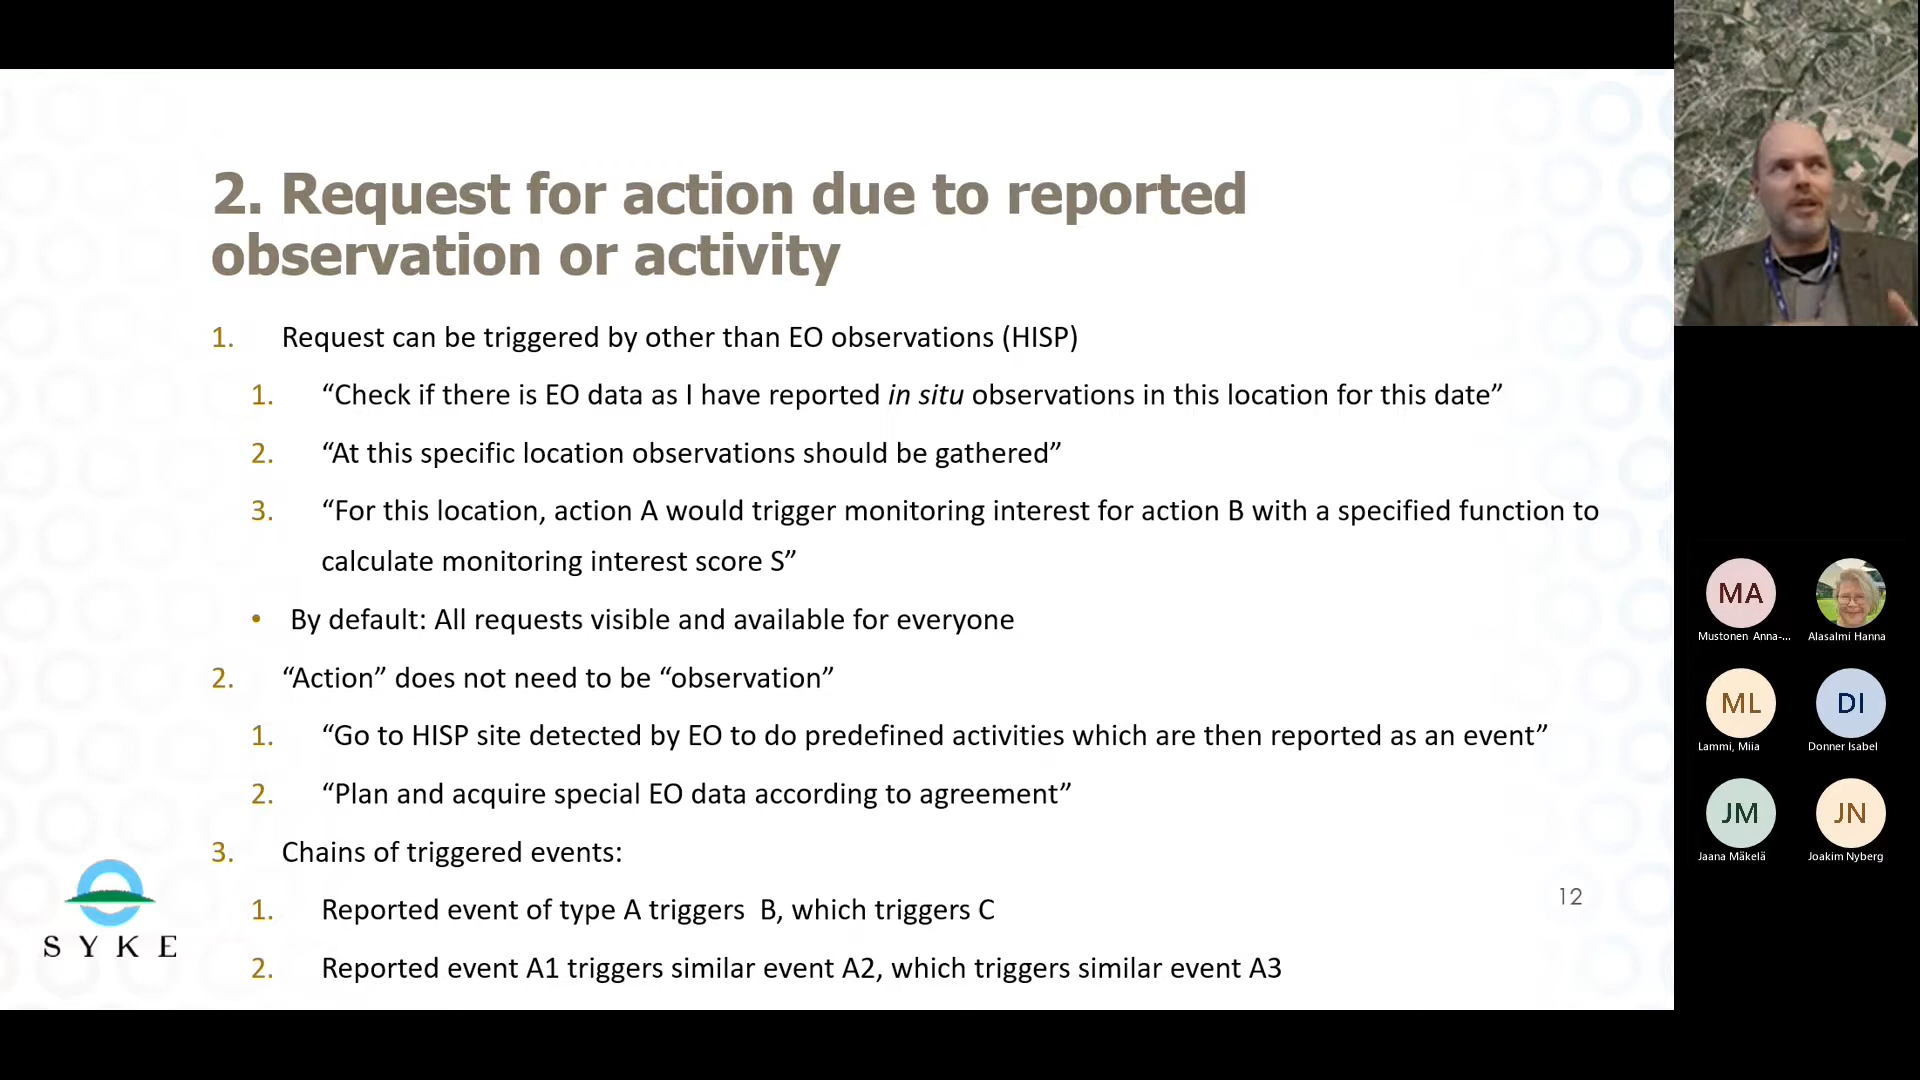 2. Request for action due to reported
observation or activity
1. Request can be triggered by other than EO observations (HISP)
1. “Check if there is EO data as I have reported in situ observations in this location for this date”
2. “At this specific location observations should be gathered”
3. “For this location, action A would trigger monitoring interest for action B with a specified function to
calculate monitoring interest score S”
• By default: All requests visible and available for everyone
2. “Action” does not need to be “observation”
1. “Go to HISP site detected by EO to do predefined activities which are then reported as an event”
2. “Plan and acquire special EO data according to agreement”
3. Chains of triggered events:
1. Reported event of type A triggers  B, which triggers C
2. Reported event A1 triggers similar event A2, which triggers similar event A3
12
SYKE
MA
Mustonen Anna-...
Alasalmi Hanna
ML
Lammi, Miia
DI
Donner Isabel
JM
Jaana Mäkelä
JN
Joakim Nyberg